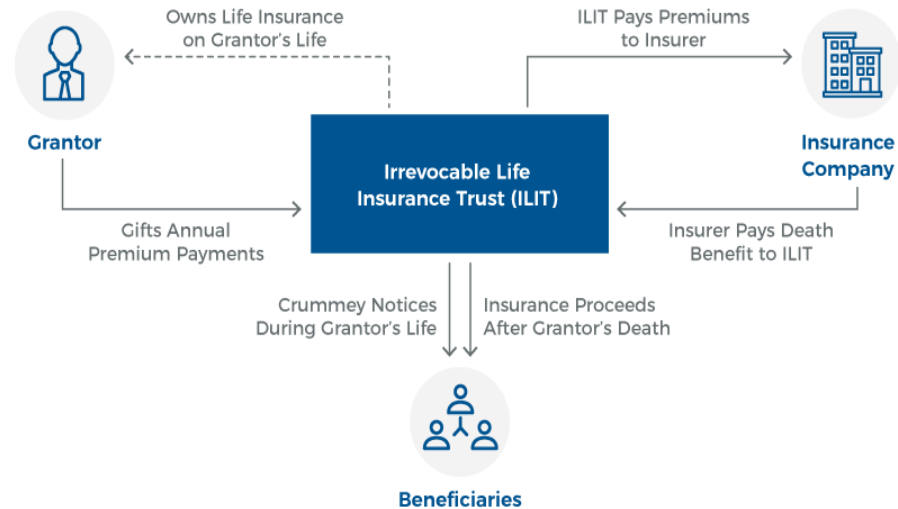 Owns Life Insurance
on Grantor's Life
ILIT Pays Premiums
to Insurer
Grantor
Insurance
Company
Irrevocable Life
Insurance Trust (ILIT)
Gifts Annual
Premium Payments
Insurer Pays Death
Benefit to ILIT
Crummey Notices
During Grantor's Life
Insurance Proceeds
After Grantor's Death
Beneficiaries